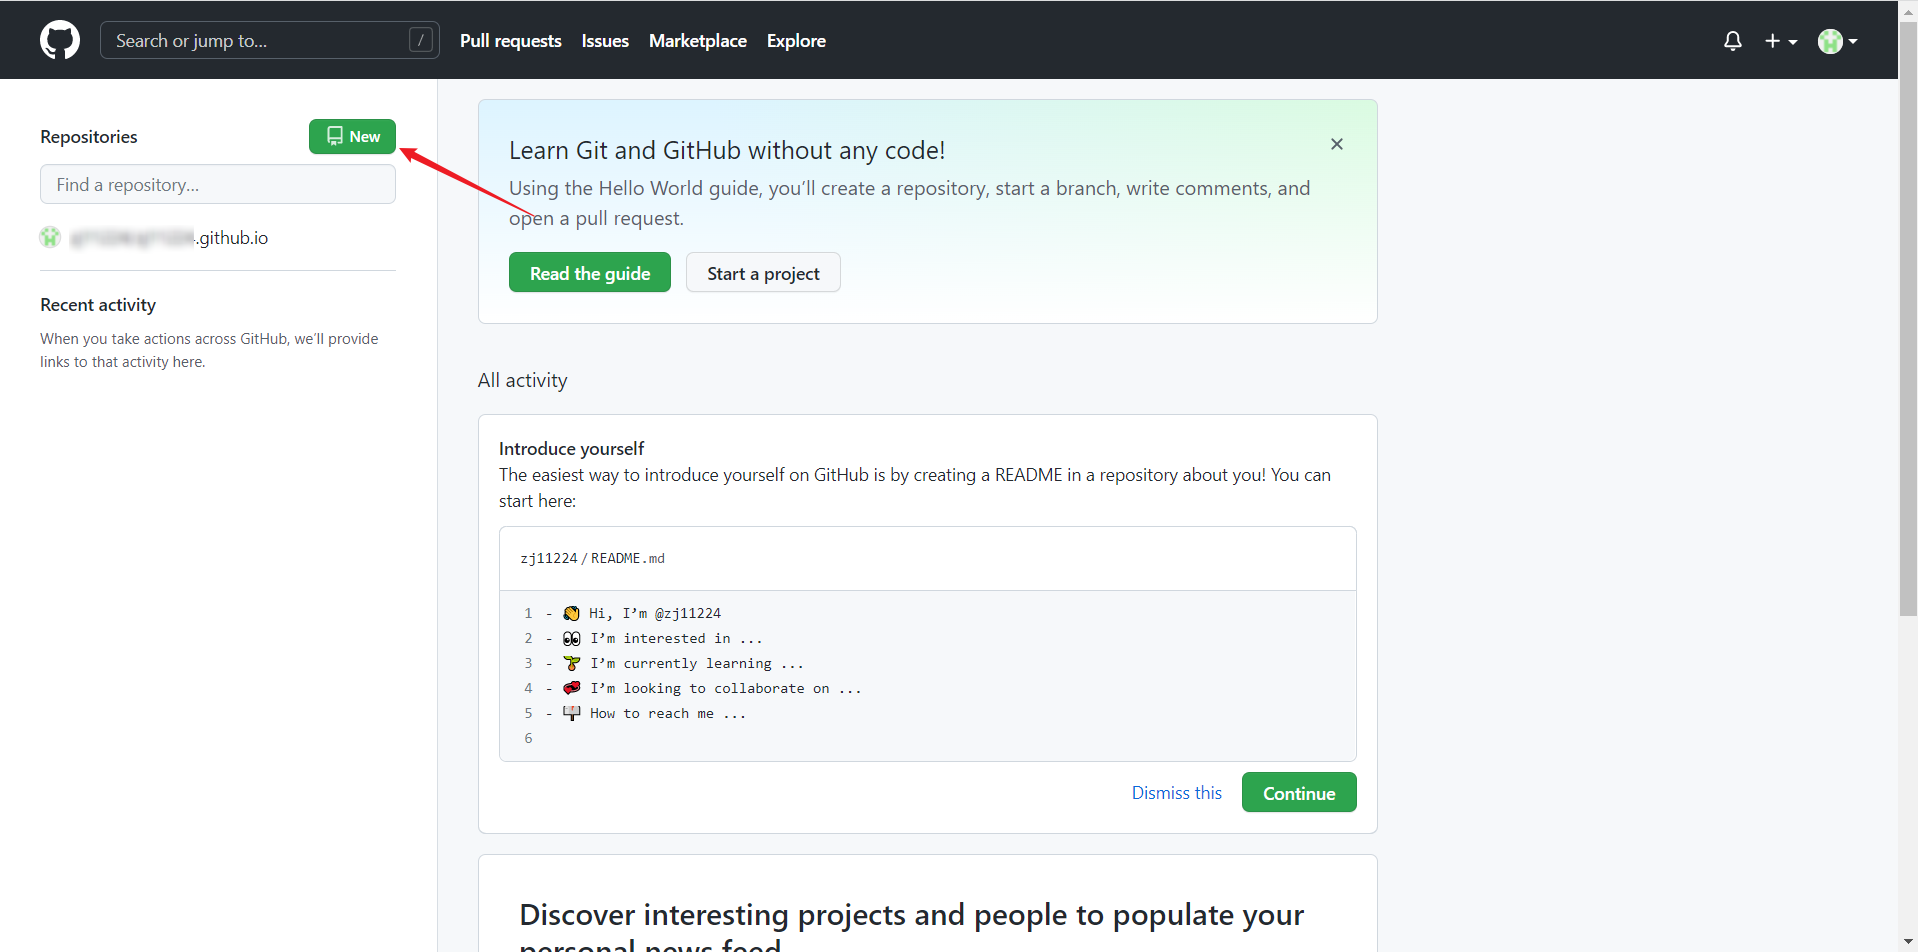 Search or jump to... /
Pull requests Issues Marketplace Explore
Repositories
New
Find a repository...
.github.io
Recent activity
When you take actions across GitHub, we'll provide
links to that activity here.
Learn Git and GitHub without any code!
Using the Hello World guide, you'll create a repository, start a branch, write comments, and
open a pull request.
Read the guide Start a project
All activity
Introduce yourself
The easiest way to introduce yourself on GitHub is by creating a README in a repository about you! You can
start here:
zj11224/README.md
1 - 👋 Hi, I’m @zj11224
2 - 👀 I’m interested in ...
3 - 🌱 I’m currently learning ...
4 - 💞️ I’m looking to collaborate on ...
5 - 📫 How to reach me ...
6
Dismiss this Continue
Discover interesting projects and people to populate your
personal news feed